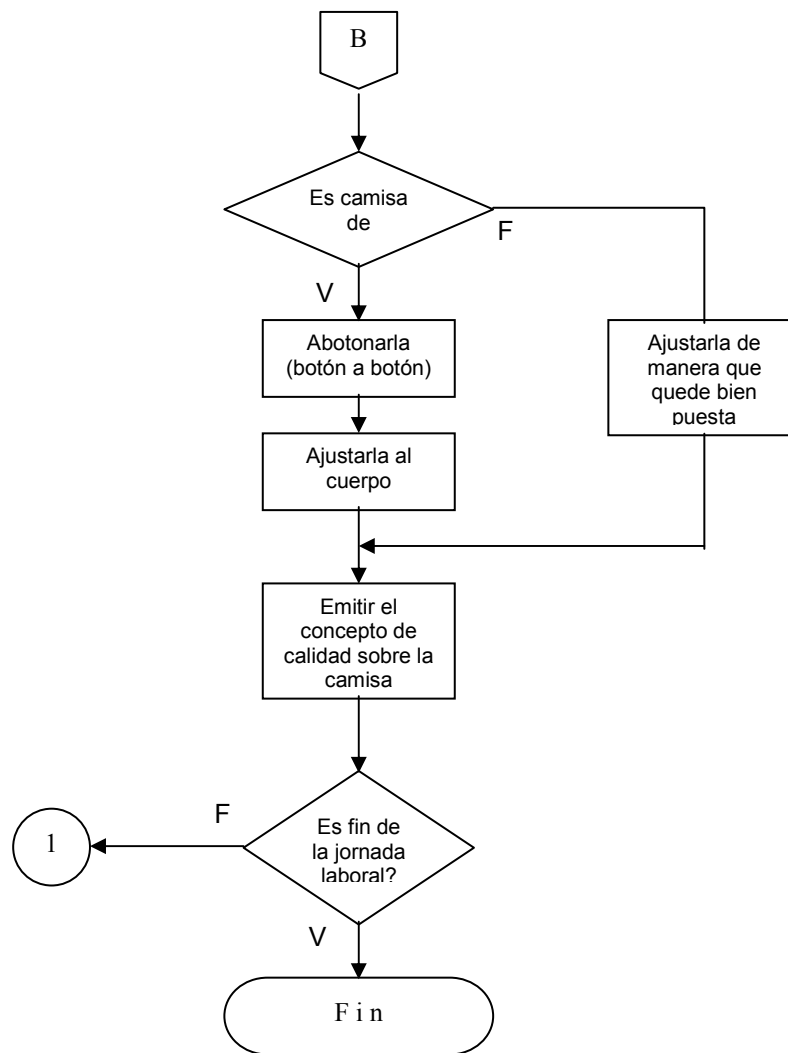 B
Es camisa
de
F
V
Abotonarla
(botón a botón)
Ajustarla de
manera que
quede bien
puesta
Ajustarla al
cuerpo
Emitir el
concepto de
calidad sobre la
camisa
F
1
Es fin de
la jornada
laboral?
V
F i n